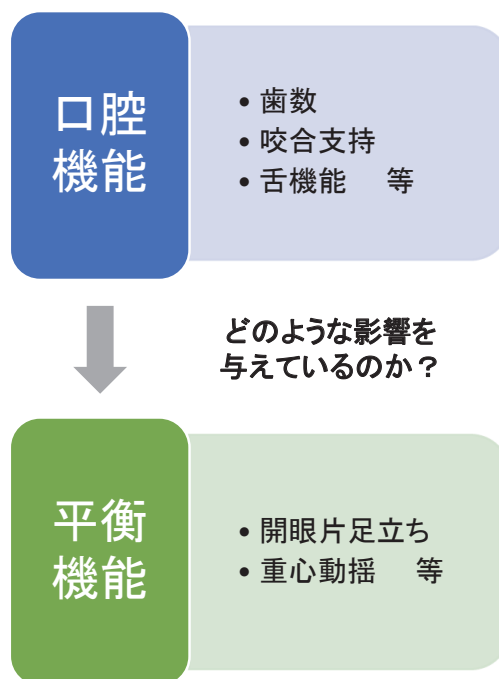 口腔
機能
• 歯数
• 咬合支持
• 舌機能　等
どのような影響を
与えているのか？
平衡
機能
• 開眼片足立ち
• 重心動揺　等